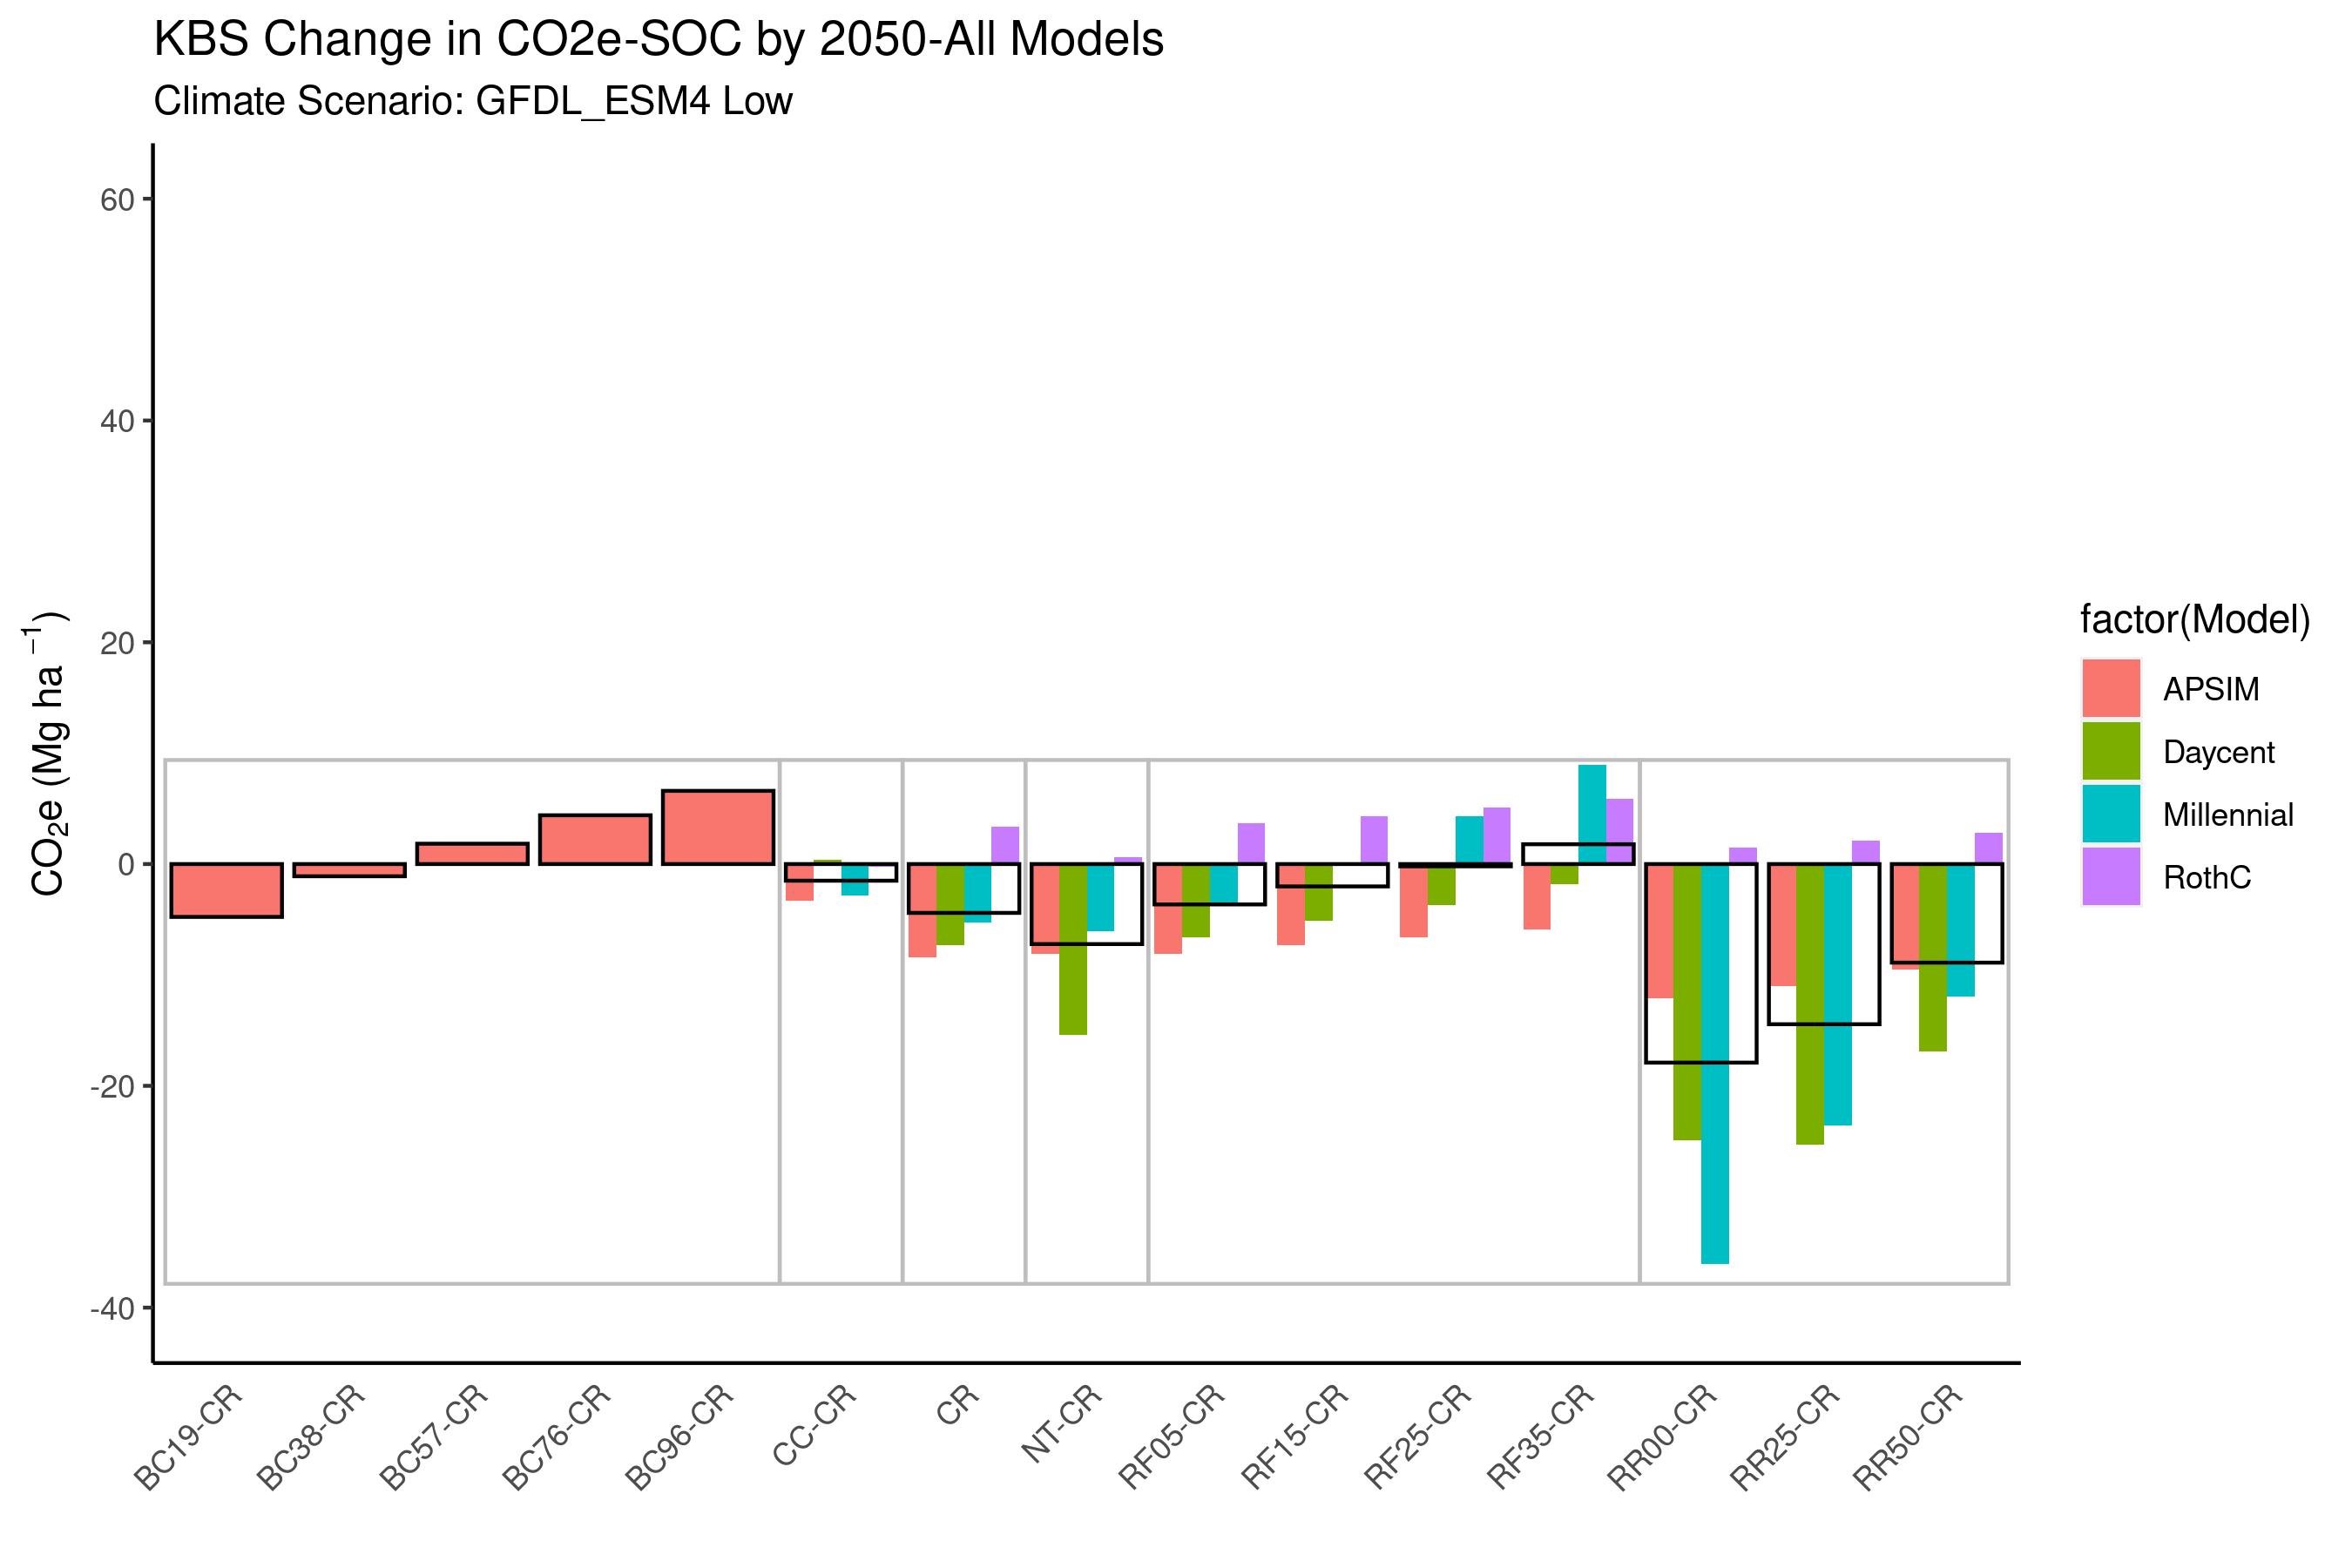 KBS Change in CO2e-SOC by 2050-All Models
Climate Scenario: GFDL_ESM4 Low
CO₂e (Mg ha ⁻¹)
60
40
20
0
-20
-40
BC19-CR
BC38-CR
BC57-CR
BC76-CR
BC96-CR
CC-CR
CR
NT-CR
RF05-CR
RF15-CR
RF25-CR
RF35-CR
RR00-CR
RR25-CR
RR50-CR
factor(Model)
APSIM
Daycent
Millennial
RothC